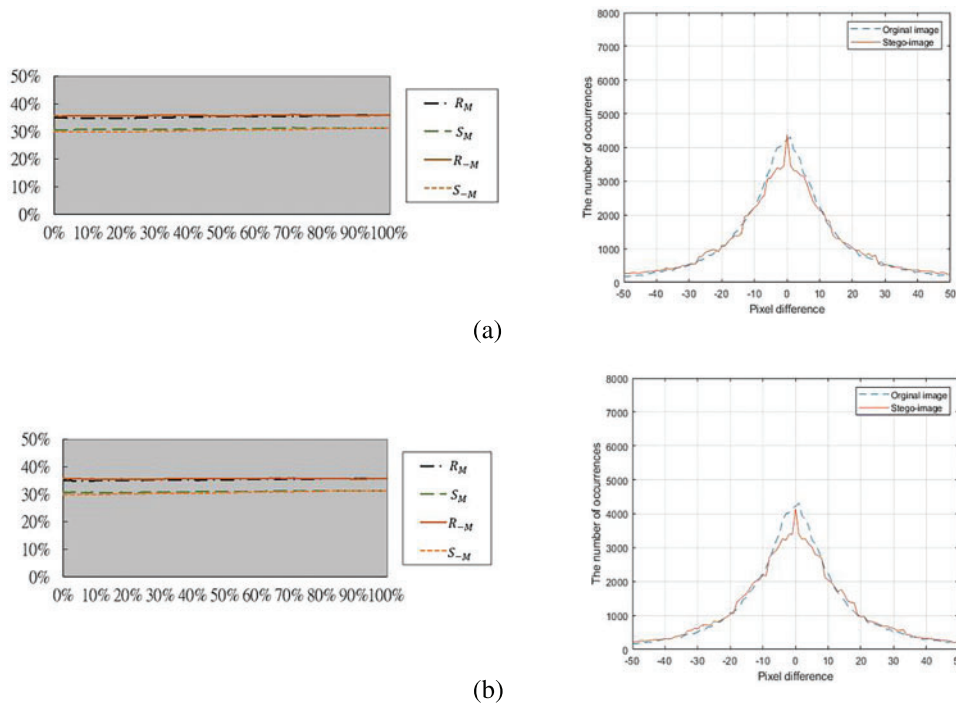 50%
40%
30%
20%
10%
0%
0% 10% 20% 30% 40% 50% 60% 70% 80% 90% 100%
R_M
S_M
R_{-M}
S_{-M}
8000
7000
6000
5000
4000
3000
2000
1000
0
The number of occurrences
-50 -40 -30 -20 -10 0 10 20 30 40 50
Pixel difference
Orginal image
Stego-image
(a)
50%
40%
30%
20%
10%
0%
0% 10% 20% 30% 40% 50% 60% 70% 80% 90% 100%
R_M
S_M
R_{-M}
S_{-M}
8000
7000
6000
5000
4000
3000
2000
1000
0
The number of occurrences
-50 -40 -30 -20 -10 0 10 20 30 40 50
Pixel difference
Orginal image
Stego-image
(b)